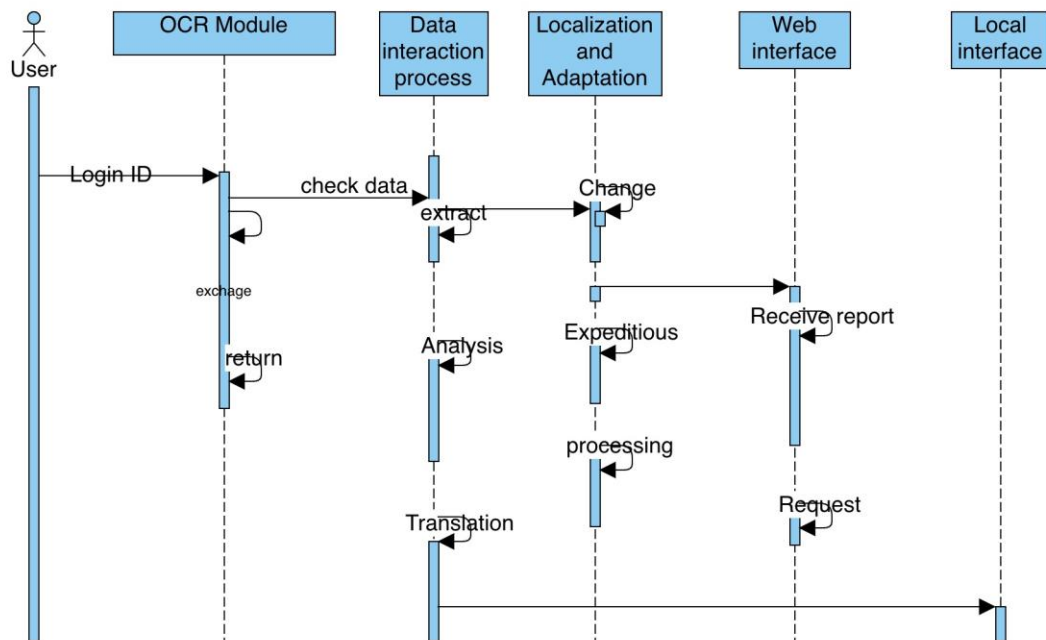 User
OCR Module
Data
interaction
process
Localization
and
Adaptation
Web
interface
Local
interface
Login ID
check data
Change
extract
exchage
Receive report
Expeditious
Analysis
return
processing
Request
Translation